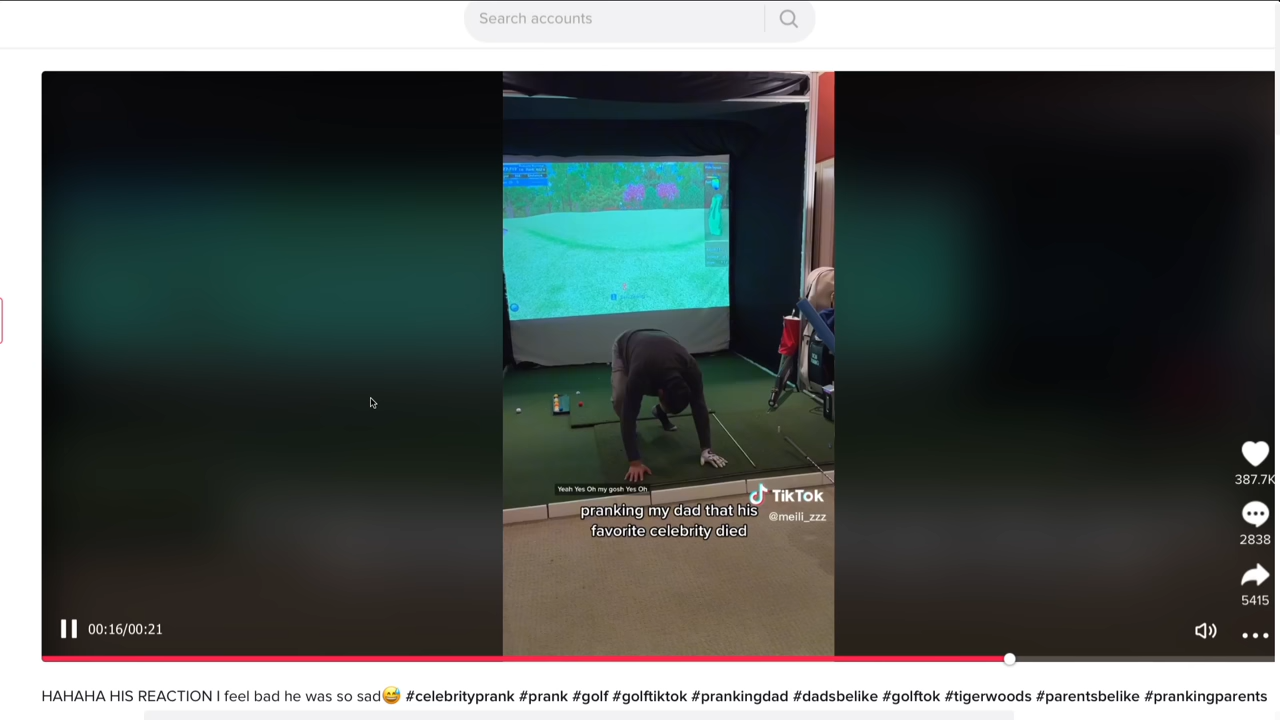 Search accounts
Yeah Yes Oh my gosh Yes Oh
pranking my dad that his
favorite celebrity died
TikTok
@meili_zzz
387.7K
2838
5415
00:16/00:21
HAHAHA HIS REACTION I feel bad he was so sad😅 #celebrityprank #prank #golf #golftiktok #prankingdad #dadsbelike #golftok #tigerwoods #parentsbelike #prankingparents